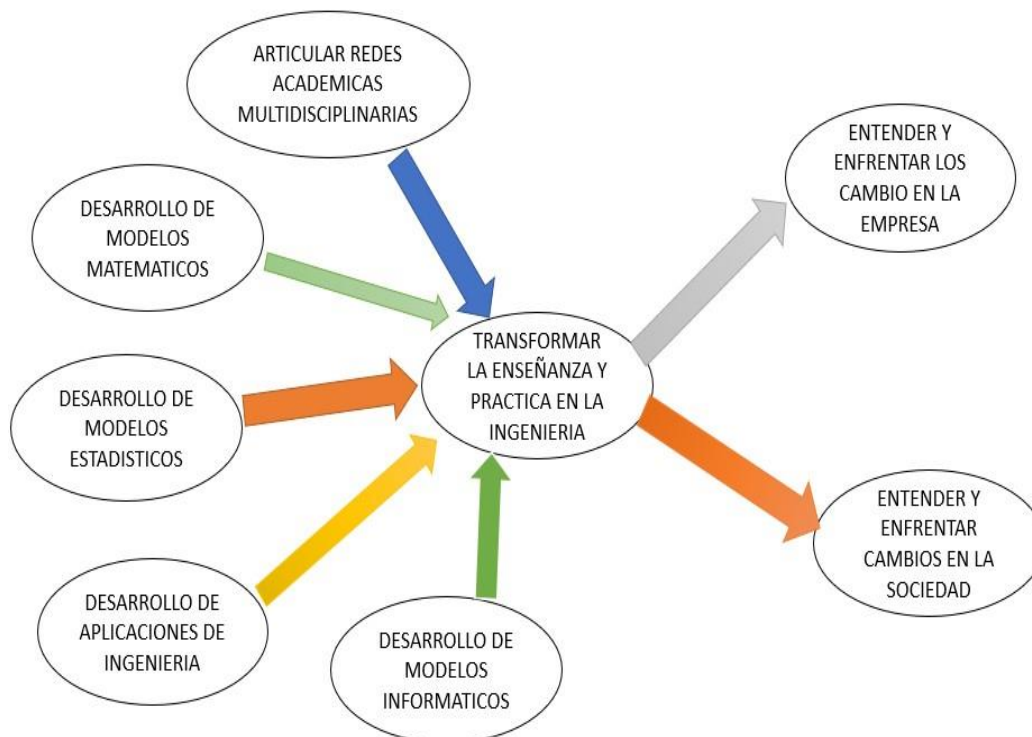 ARTICULAR REDES
ACADEMICAS
MULTIDISCIPLINARIAS
DESARROLLO DE
MODELOS
MATEMATICOS
DESARROLLO DE
MODELOS
ESTADISTICOS
DESARROLLO DE
APLICACIONES DE
INGENIERIA
DESARROLLO DE
MODELOS
INFORMATICOS
TRANSFORMAR
LA ENSEÑANZA Y
PRACTICA EN LA
INGENIERIA
ENTENDER Y
ENFRENTAR LOS
CAMBIO EN LA
EMPRESA
ENTENDER Y
ENFRENTAR
CAMBIOS EN LA
SOCIEDAD